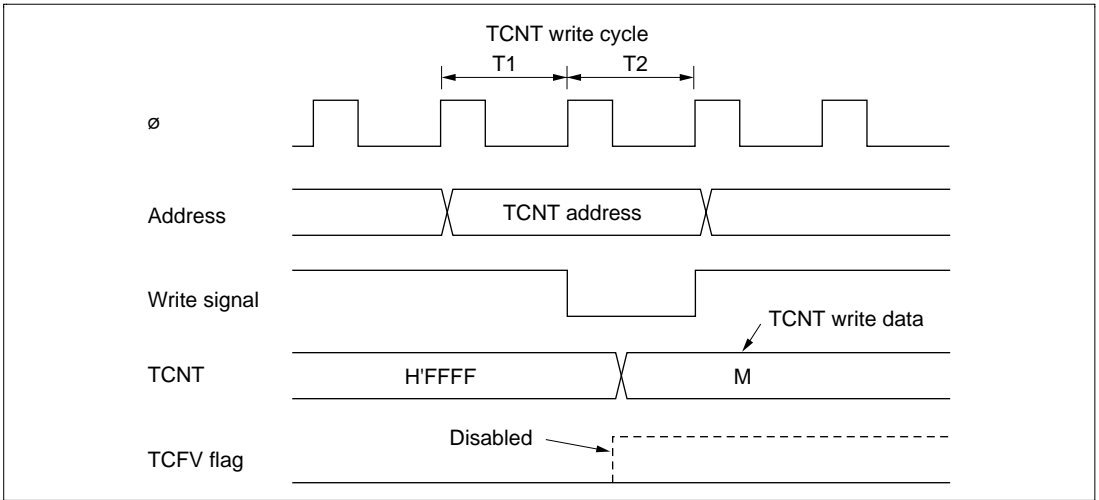 TCNT write cycle
T1 T2
ø
Address TCNT address
Write signal
TCNT write data
TCNT H'FFFF M
Disabled
TCFV flag